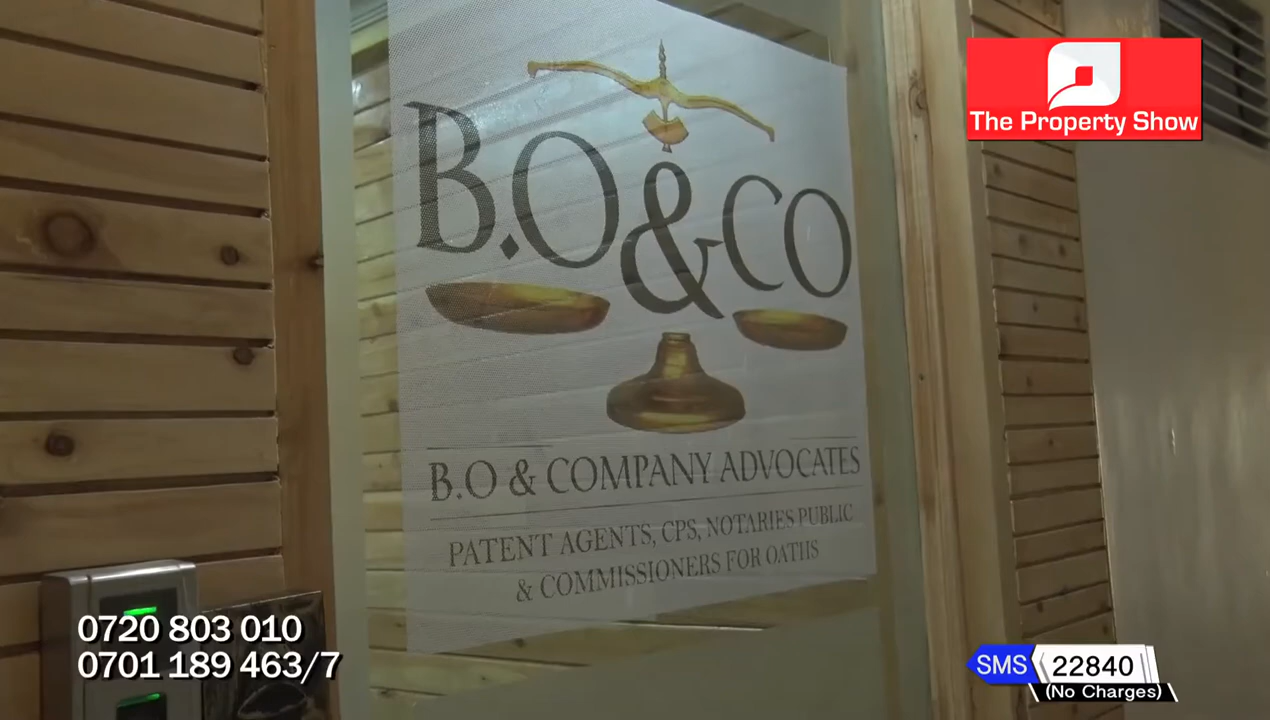 The Property Show
B.O & CO
B.O & COMPANY ADVOCATES
PATENT AGENTS, CPS, NOTARIES PUBLIC
& COMMISSIONERS FOR OATHS
0720 803 010
0701 189 463/7
SMS 22840
(No Charges)